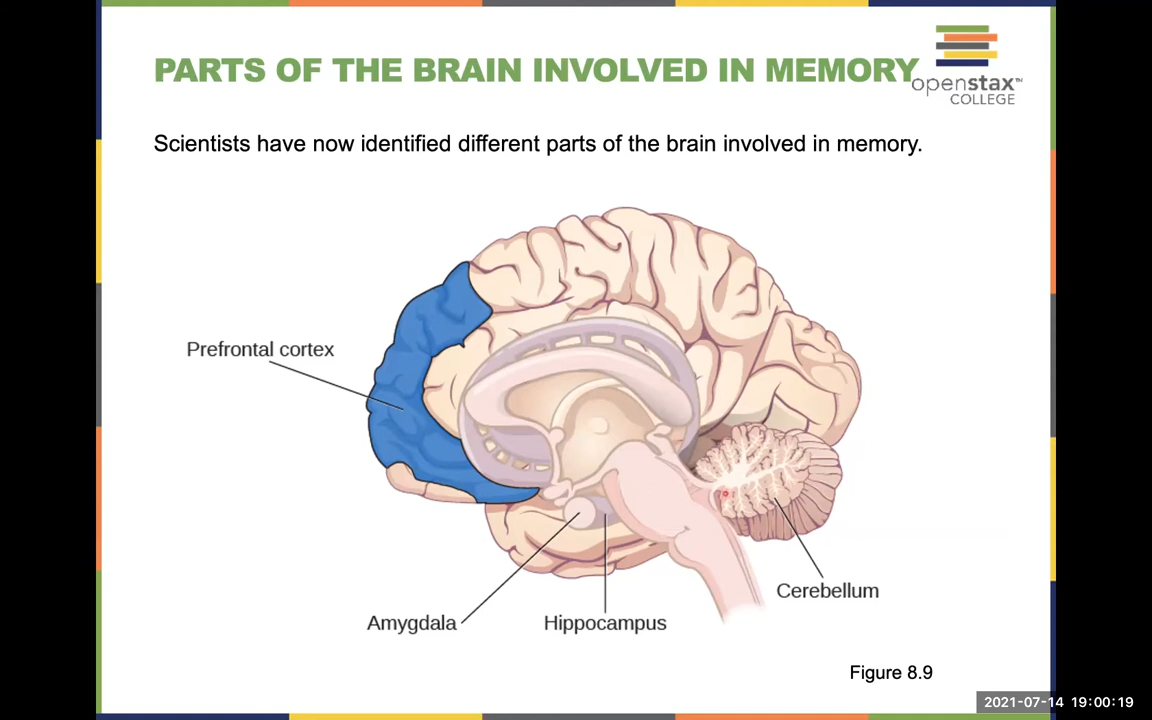 PARTS OF THE BRAIN INVOLVED IN MEMORY
openstax™
COLLEGE
Scientists have now identified different parts of the brain involved in memory.
Prefrontal cortex
Cerebellum
Amygdala
Hippocampus
Figure 8.9
2021-07-14 19:00:19